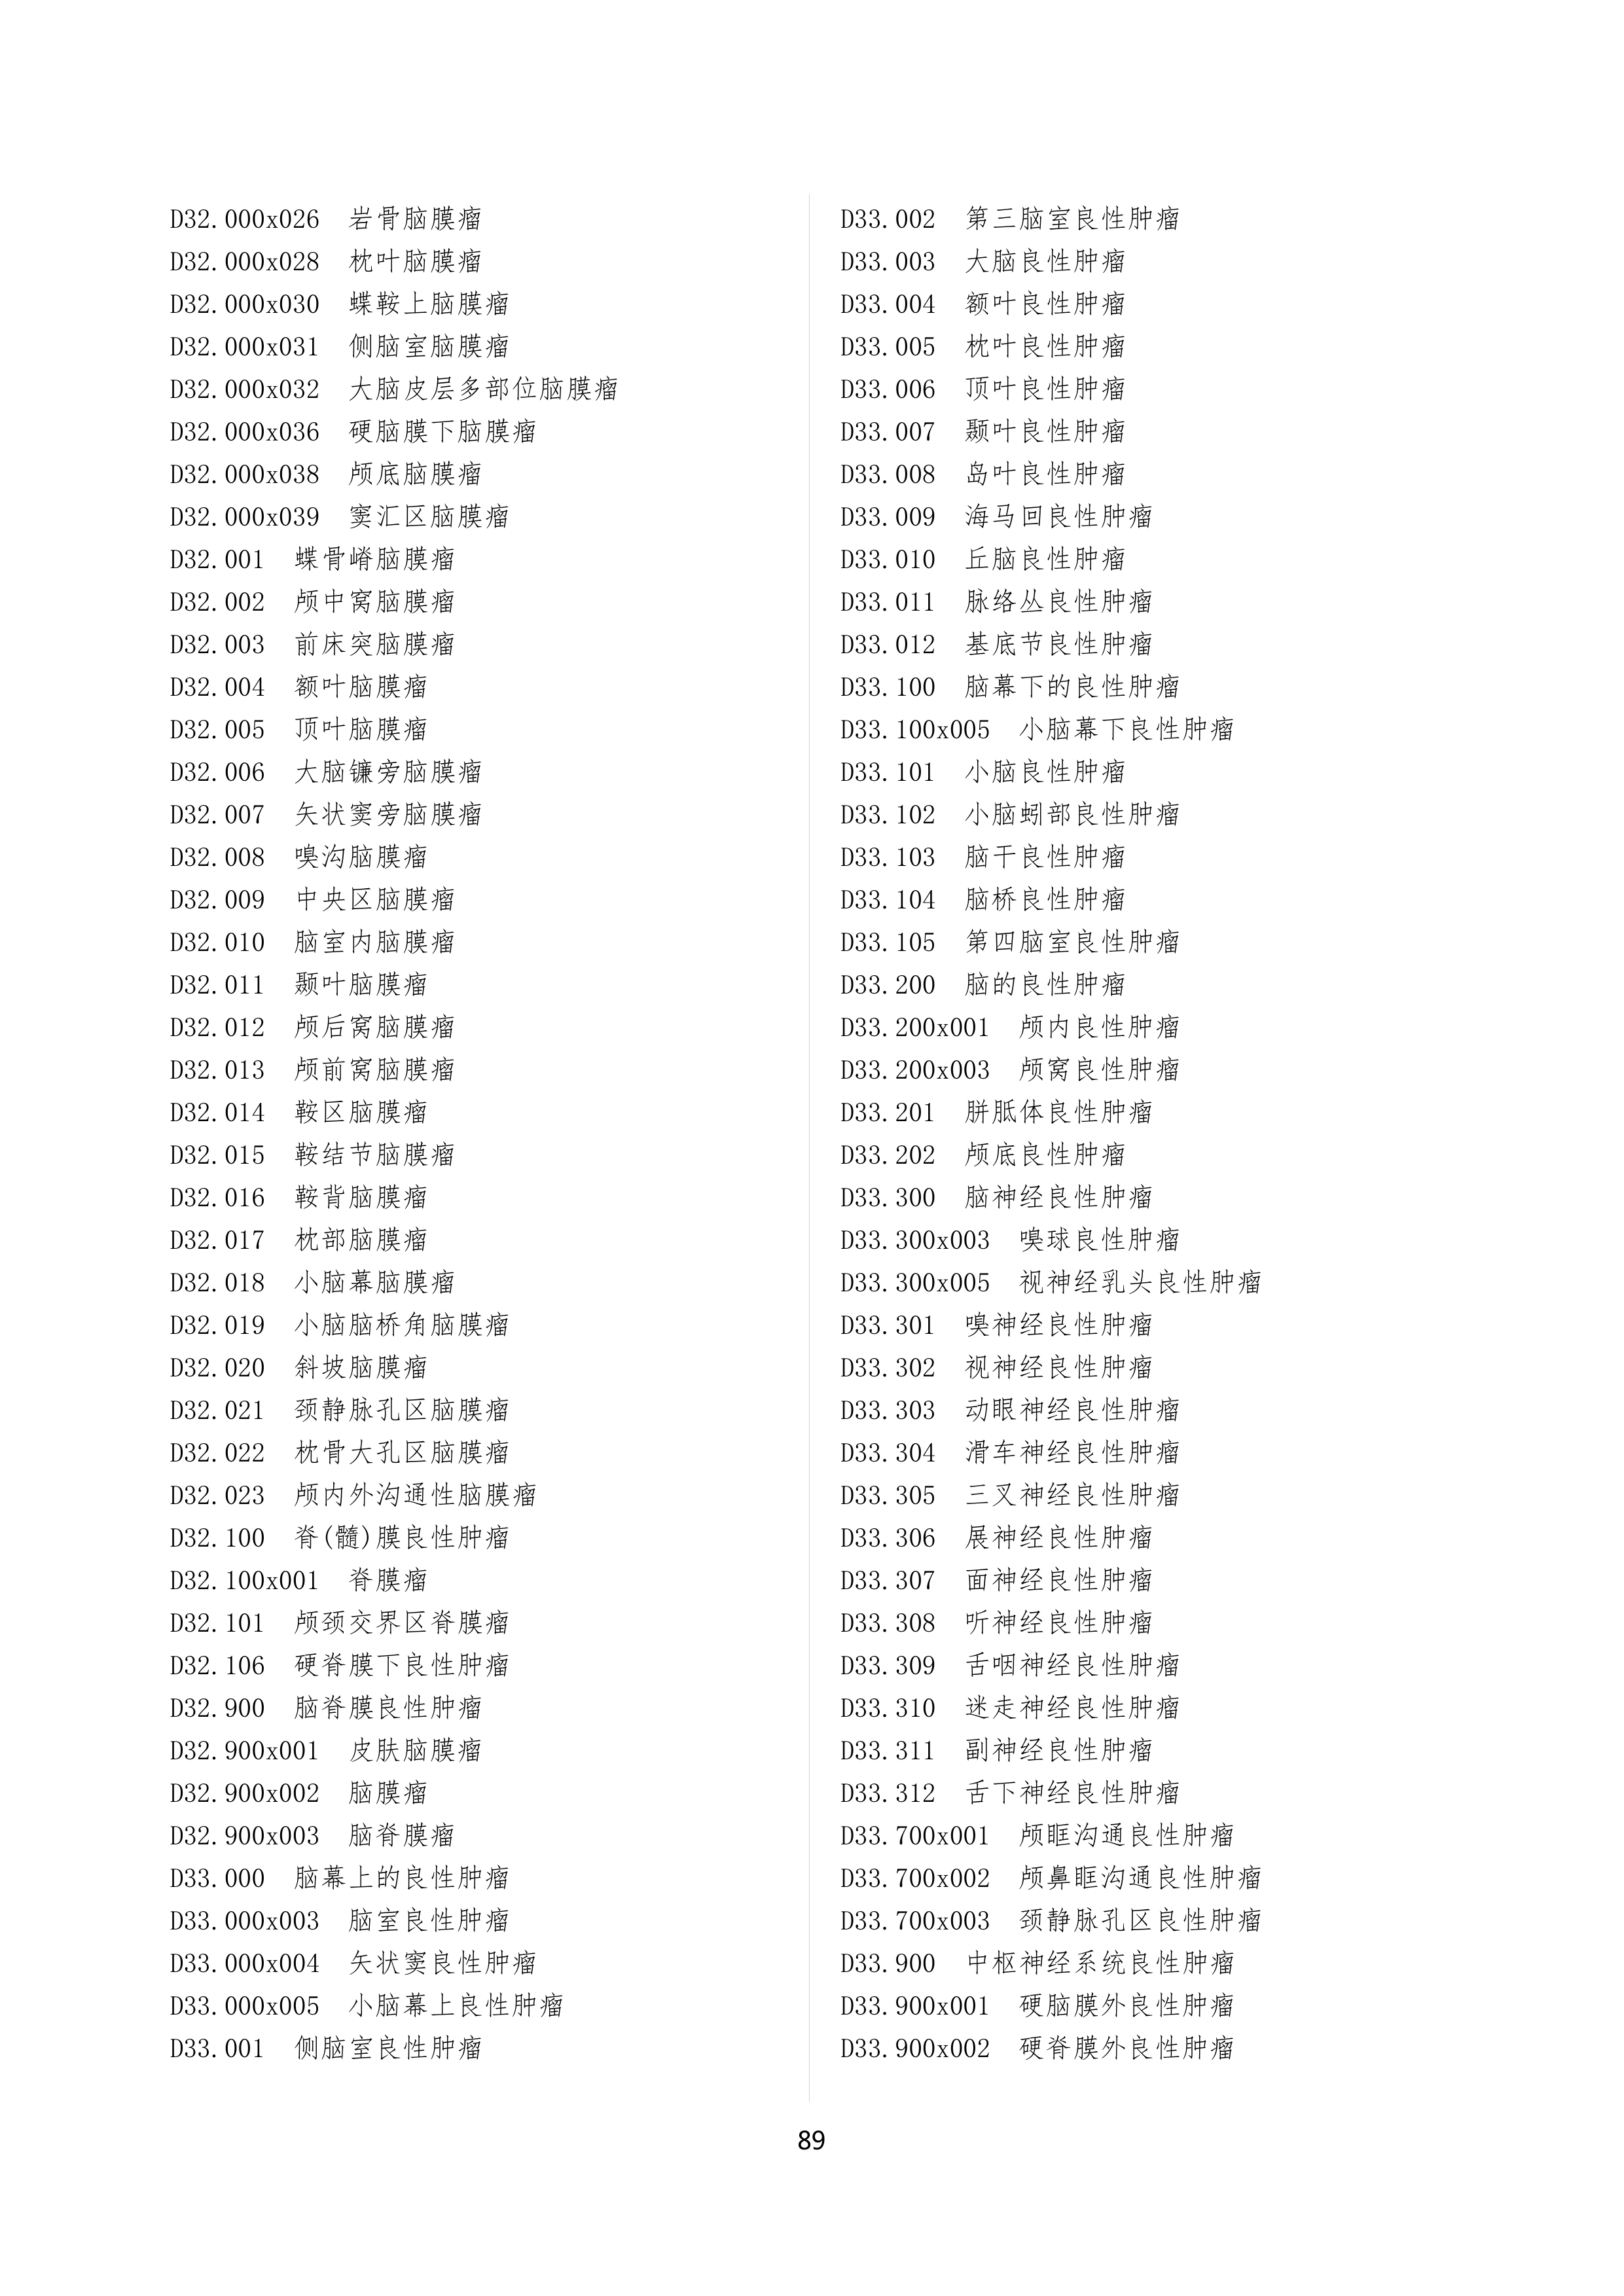 D32.000x026 岩骨脑膜瘤
D32.000x028 枕叶脑膜瘤
D32.000x030 蝶鞍上脑膜瘤
D32.000x031 侧脑室脑膜瘤
D32.000x032 大脑皮层多部位脑膜瘤
D32.000x036 硬脑膜下脑膜瘤
D32.000x038 颅底脑膜瘤
D32.000x039 窦汇区脑膜瘤
D32.001 蝶骨嵴脑膜瘤
D32.002 颅中窝脑膜瘤
D32.003 前床突脑膜瘤
D32.004 额叶脑膜瘤
D32.005 顶叶脑膜瘤
D32.006 大脑镰旁脑膜瘤
D32.007 矢状窦旁脑膜瘤
D32.008 嗅沟脑膜瘤
D32.009 中央区脑膜瘤
D32.010 脑室内脑膜瘤
D32.011 颞叶脑膜瘤
D32.012 颅后窝脑膜瘤
D32.013 颅前窝脑膜瘤
D32.014 鞍区脑膜瘤
D32.015 鞍结节脑膜瘤
D32.016 鞍背脑膜瘤
D32.017 枕部脑膜瘤
D32.018 小脑幕脑膜瘤
D32.019 小脑脑桥角脑膜瘤
D32.020 斜坡脑膜瘤
D32.021 颈静脉孔区脑膜瘤
D32.022 枕骨大孔区脑膜瘤
D32.023 颅内外沟通性脑膜瘤
D32.100 脊(髓)膜良性肿瘤
D32.100x001 脊膜瘤
D32.101 颅颈交界区脊膜瘤
D32.106 硬脊膜下良性肿瘤
D32.900 脑脊膜良性肿瘤
D32.900x001 皮肤脑膜瘤
D32.900x002 脑膜瘤
D32.900x003 脑脊膜瘤
D33.000 脑幕上的良性肿瘤
D33.000x003 脑室良性肿瘤
D33.000x004 矢状窦良性肿瘤
D33.000x005 小脑幕上良性肿瘤
D33.001 侧脑室良性肿瘤
D33.002 第三脑室良性肿瘤
D33.003 大脑良性肿瘤
D33.004 额叶良性肿瘤
D33.005 枕叶良性肿瘤
D33.006 顶叶良性肿瘤
D33.007 颞叶良性肿瘤
D33.008 岛叶良性肿瘤
D33.009 海马回良性肿瘤
D33.010 丘脑良性肿瘤
D33.011 脉络丛良性肿瘤
D33.012 基底节良性肿瘤
D33.100 脑幕下的良性肿瘤
D33.100x005 小脑幕下良性肿瘤
D33.101 小脑良性肿瘤
D33.102 小脑蚓部良性肿瘤
D33.103 脑干良性肿瘤
D33.104 脑桥良性肿瘤
D33.105 第四脑室良性肿瘤
D33.200 脑的良性肿瘤
D33.200x001 颅内良性肿瘤
D33.200x003 颅窝良性肿瘤
D33.201 胼胝体良性肿瘤
D33.202 颅底良性肿瘤
D33.300 脑神经良性肿瘤
D33.300x003 嗅球良性肿瘤
D33.300x005 视神经乳头良性肿瘤
D33.301 嗅神经良性肿瘤
D33.302 视神经良性肿瘤
D33.303 动眼神经良性肿瘤
D33.304 滑车神经良性肿瘤
D33.305 三叉神经良性肿瘤
D33.306 展神经良性肿瘤
D33.307 面神经良性肿瘤
D33.308 听神经良性肿瘤
D33.309 舌咽神经良性肿瘤
D33.310 迷走神经良性肿瘤
D33.311 副神经良性肿瘤
D33.312 舌下神经良性肿瘤
D33.700x001 颅眶沟通良性肿瘤
D33.700x002 颅鼻眶沟通良性肿瘤
D33.700x003 颈静脉孔区良性肿瘤
D33.900 中枢神经系统良性肿瘤
D33.900x001 硬脑膜外良性肿瘤
D33.900x002 硬脊膜外良性肿瘤
89